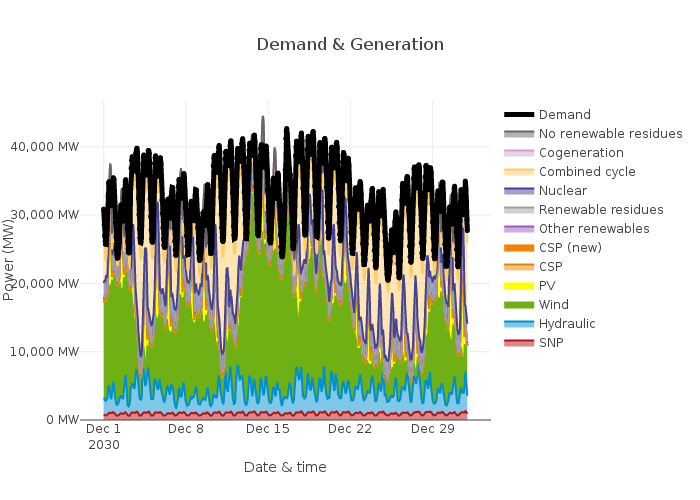 Demand & Generation
Power (MW)
40,000 MW
30,000 MW
20,000 MW
10,000 MW
0 MW
Dec 1
2030
Dec 8
Dec 15
Dec 22
Dec 29
Date & time
Demand
No renewable residues
Cogeneration
Combined cycle
Nuclear
Renewable residues
Other renewables
CSP (new)
CSP
PV
Wind
Hydraulic
SNP